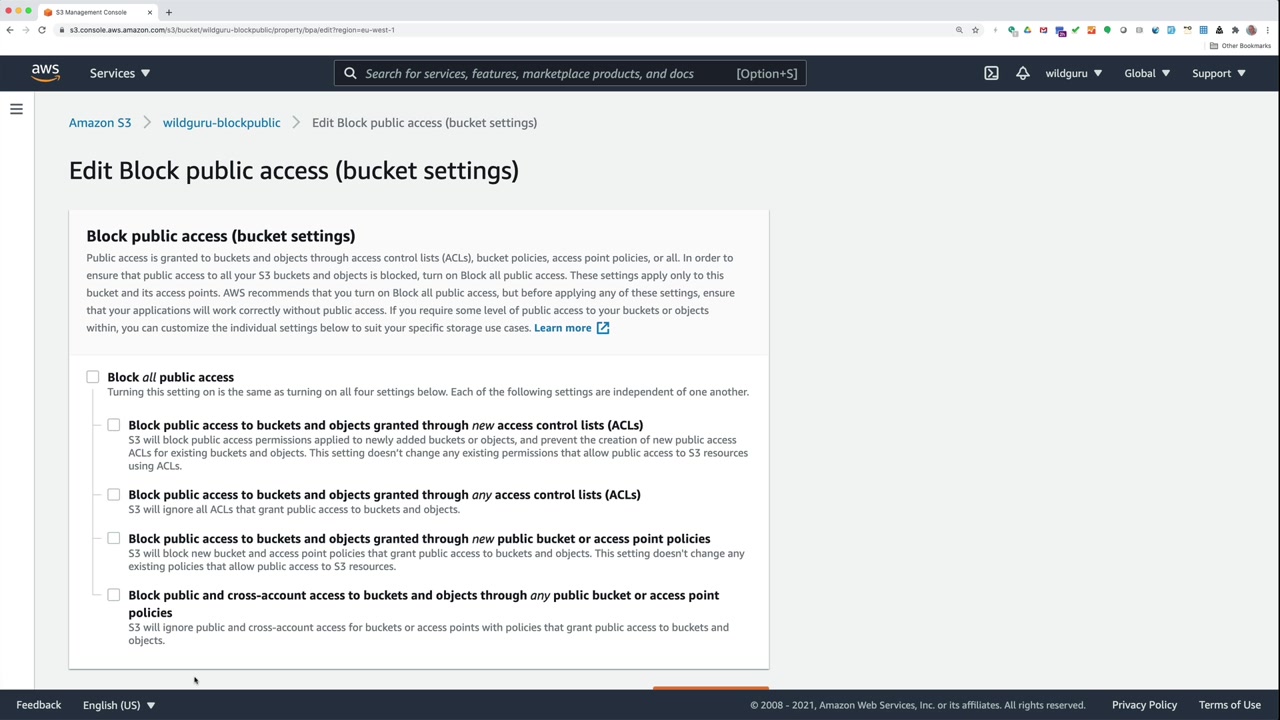 S3 Management Console
s3.console.aws.amazon.com/s3/bucket/wildguru-blockpublic/property/bpa/edit?region=eu-west-1
Other Bookmarks
aws
Services
Search for services, features, marketplace products, and docs [Option+S]
wildguru
Global
Support
Amazon S3
wildguru-blockpublic
Edit Block public access (bucket settings)
Edit Block public access (bucket settings)
Block public access (bucket settings)
Public access is granted to buckets and objects through access control lists (ACLs), bucket policies, access point policies, or all. In order to
ensure that public access to all your S3 buckets and objects is blocked, turn on Block all public access. These settings apply only to this
bucket and its access points. AWS recommends that you turn on Block all public access, but before applying any of these settings, ensure
that your applications will work correctly without public access. If you require some level of public access to your buckets or objects
within, you can customize the individual settings below to suit your specific storage use cases. Learn more
Block all public access
Turning this setting on is the same as turning on all four settings below. Each of the following settings are independent of one another.
Block public access to buckets and objects granted through new access control lists (ACLs)
S3 will block public access permissions applied to newly added buckets or objects, and prevent the creation of new public access
ACLs for existing buckets and objects. This setting doesn't change any existing permissions that allow public access to S3 resources
using ACLs.
Block public access to buckets and objects granted through any access control lists (ACLs)
S3 will ignore all ACLs that grant public access to buckets and objects.
Block public access to buckets and objects granted through new public bucket or access point policies
S3 will block new bucket and access point policies that grant public access to buckets and objects. This setting doesn't change any
existing policies that allow public access to S3 resources.
Block public and cross-account access to buckets and objects through any public bucket or access point
policies
S3 will ignore public and cross-account access for buckets or access points with policies that grant public access to buckets and
objects.
Feedback
English (US)
© 2008 - 2021, Amazon Web Services, Inc. or its affiliates. All rights reserved.
Privacy Policy
Terms of Use